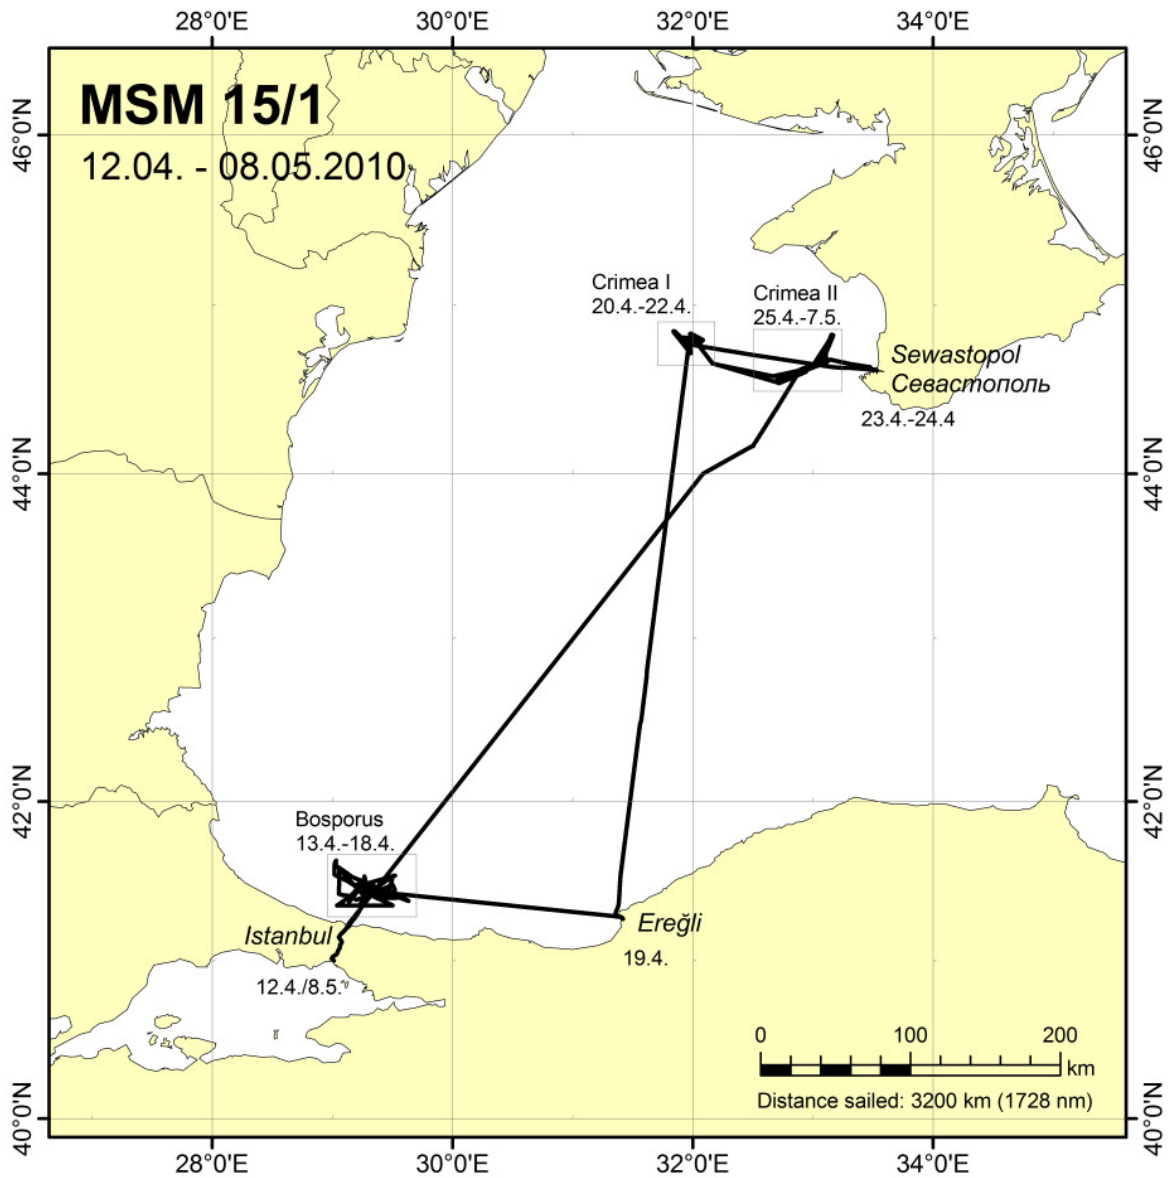 28°0'E 30°0'E 32°0'E 34°0'E
MSM 15/1
12.04. - 08.05.2010
46°0'N 46°0'N
Crimea I
20.4.-22.4.
Crimea II
25.4.-7.5.
Sewastopol
Севастополь
23.4.-24.4
44°0'N 44°0'N
42°0'N 42°0'N
Bosporus
13.4.-18.4.
Istanbul
12.4./8.5.
Ereğli
19.4.
0 100 200
km
Distance sailed: 3200 km (1728 nm)
40°0'N 40°0'N
28°0'E 30°0'E 32°0'E 34°0'E